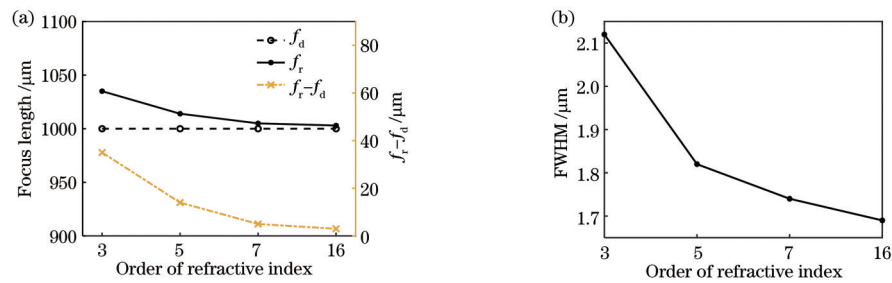 (a)
1100
1050
1000
950
900
Focus length /μm
f_d
f_r
f_r–f_d
80
60
40
20
0
f_r–f_d /μm
3 5 7 16
Order of refractive index
(b)
2.1
2.0
1.9
1.8
1.7
FWHM /μm
3 5 7 16
Order of refractive index